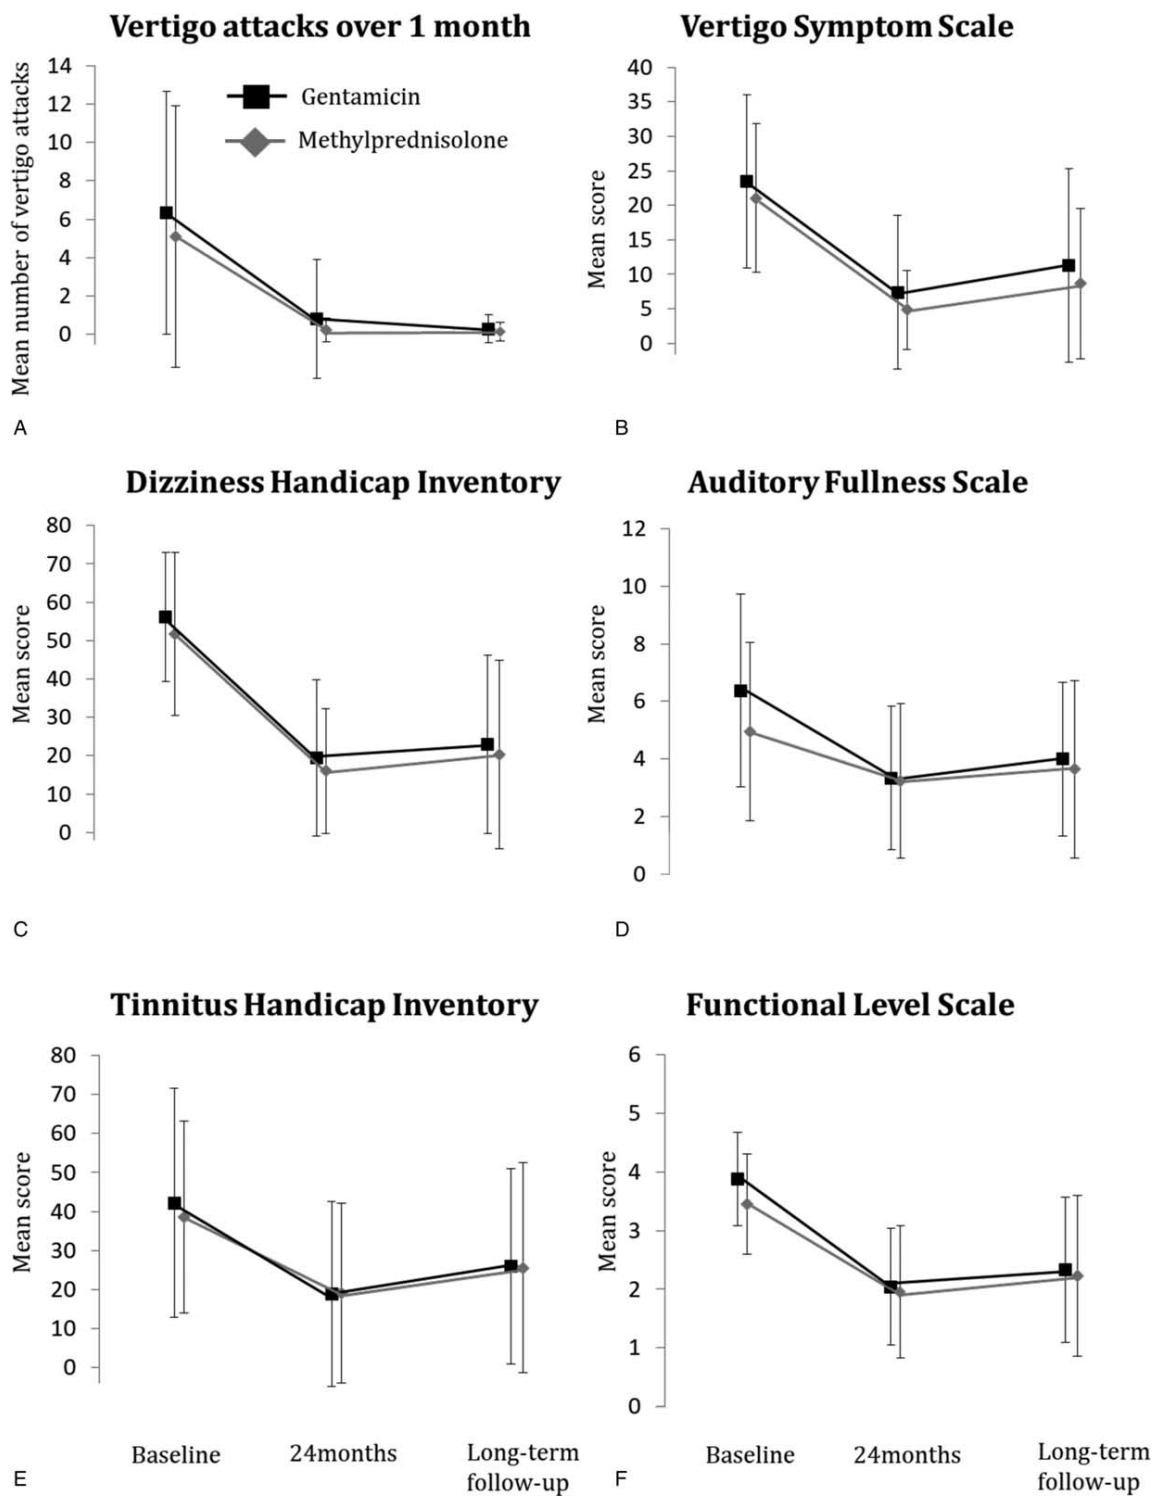 Vertigo attacks over 1 month
Mean number of vertigo attacks
14
12
10
8
6
4
2
0
Gentamicin
Methylprednisolone
A
Vertigo Symptom Scale
Mean score
40
35
30
25
20
15
10
5
0
B
Dizziness Handicap Inventory
Mean score
80
70
60
50
40
30
20
10
0
C
Auditory Fullness Scale
Mean score
12
10
8
6
4
2
0
D
Tinnitus Handicap Inventory
Mean score
80
70
60
50
40
30
20
10
0
Baseline
24months
Long-term
follow-up
E
Functional Level Scale
Mean score
6
5
4
3
2
1
0
Baseline
24months
Long-term
follow-up
F